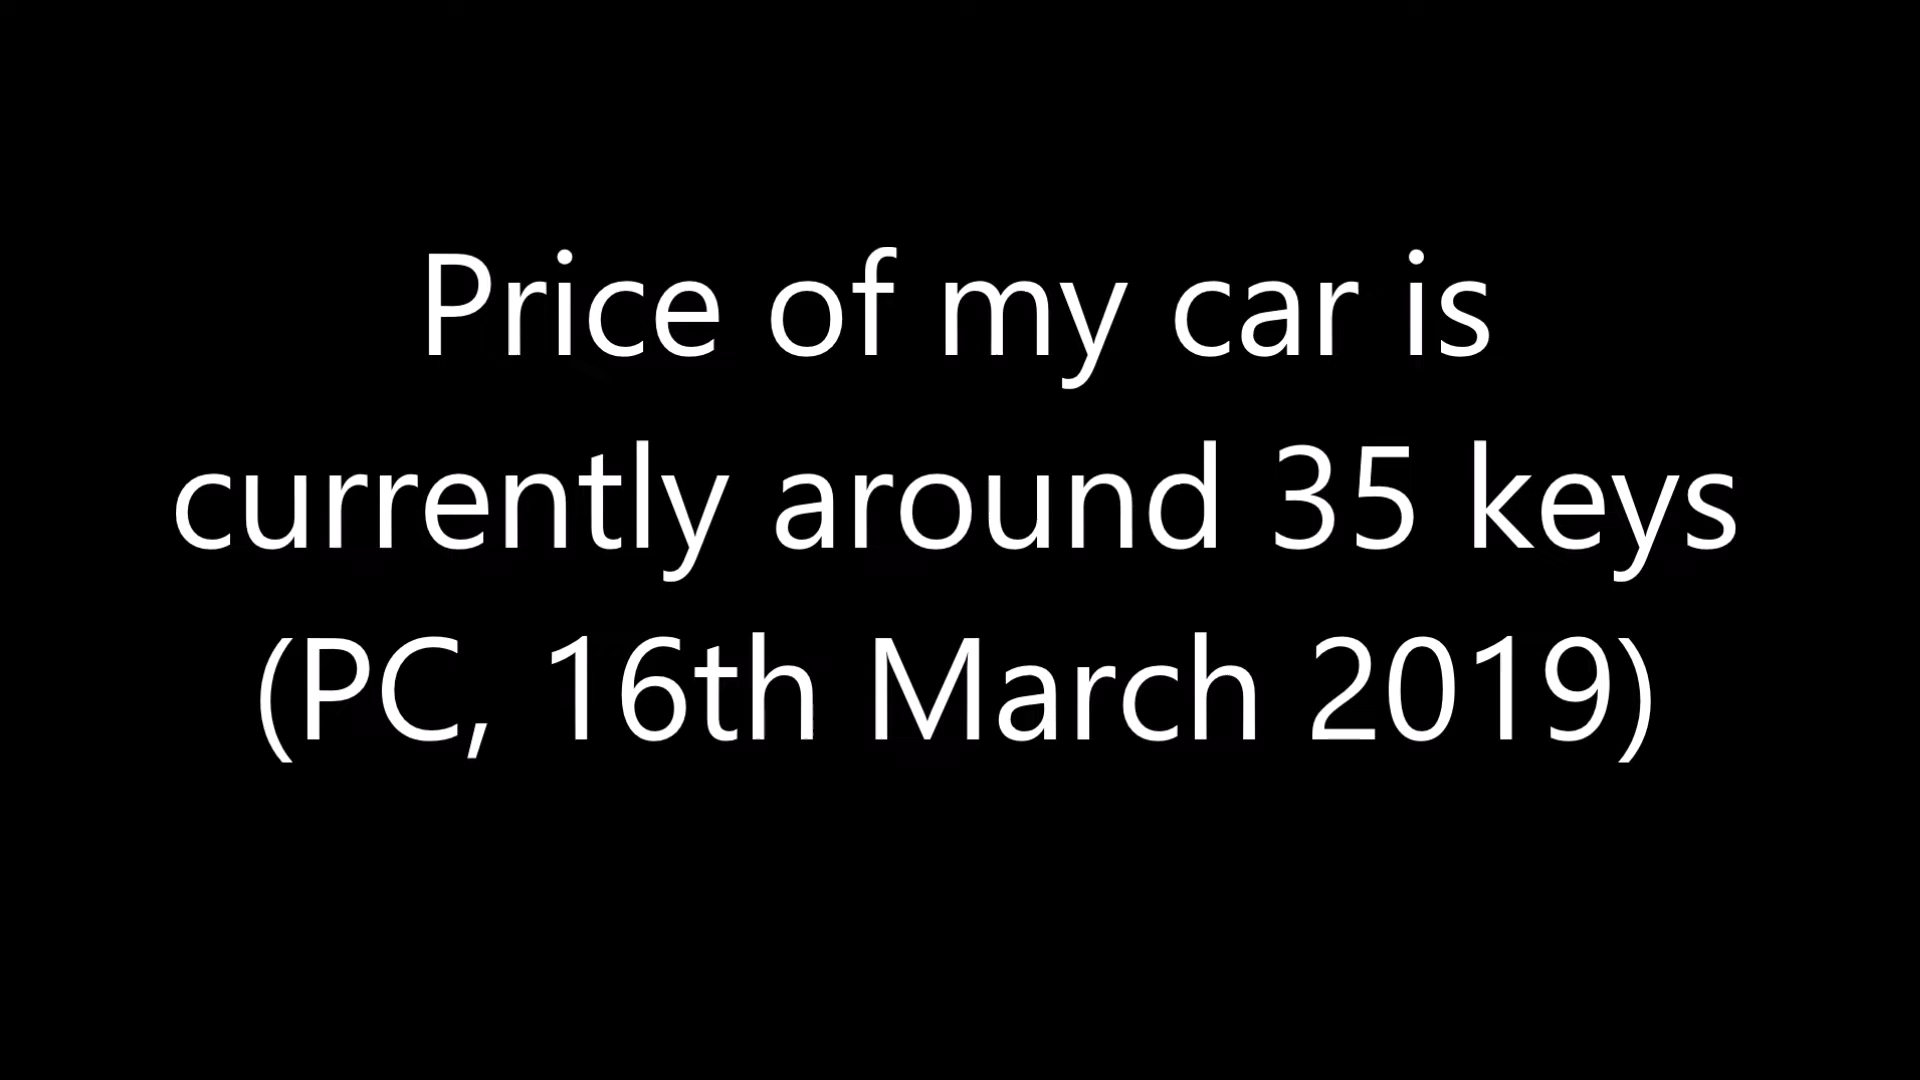 Price of my car is
currently around 35 keys
(PC, 16th March 2019)